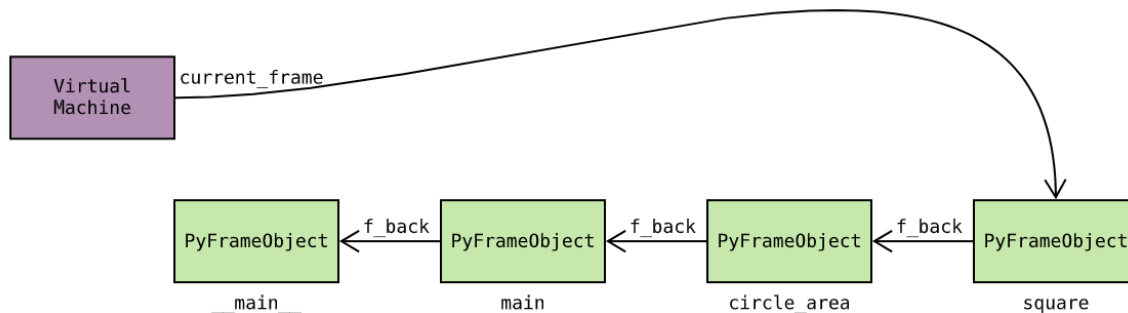 Virtual
Machine
current_frame
PyFrameObject
f_back
PyFrameObject
f_back
PyFrameObject
f_back
PyFrameObject
__main__
main
circle_area
square